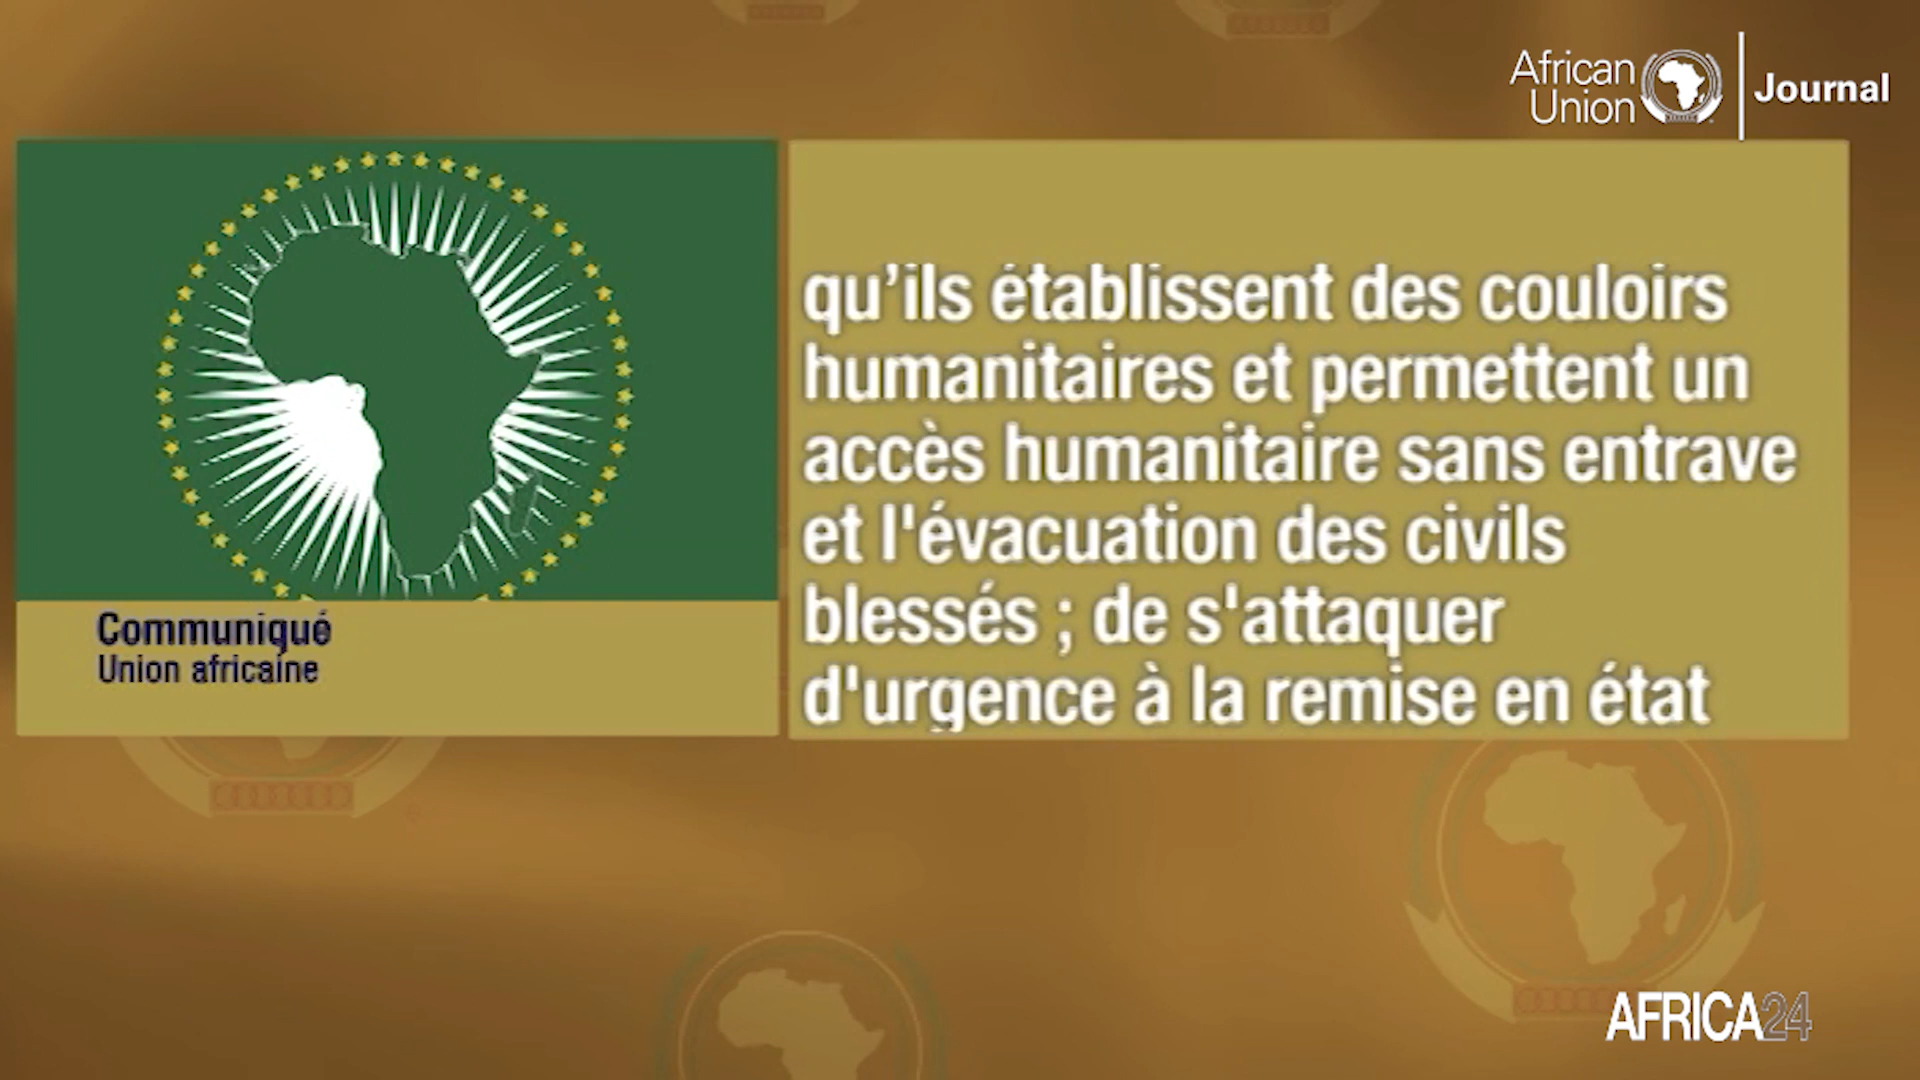 African
Union
Journal
qu’ils établissent des couloirs
humanitaires et permettent un
accès humanitaire sans entrave
et l'évacuation des civils
blessés ; de s'attaquer
d'urgence à la remise en état
Communiqué
Union africaine
AFRICA24